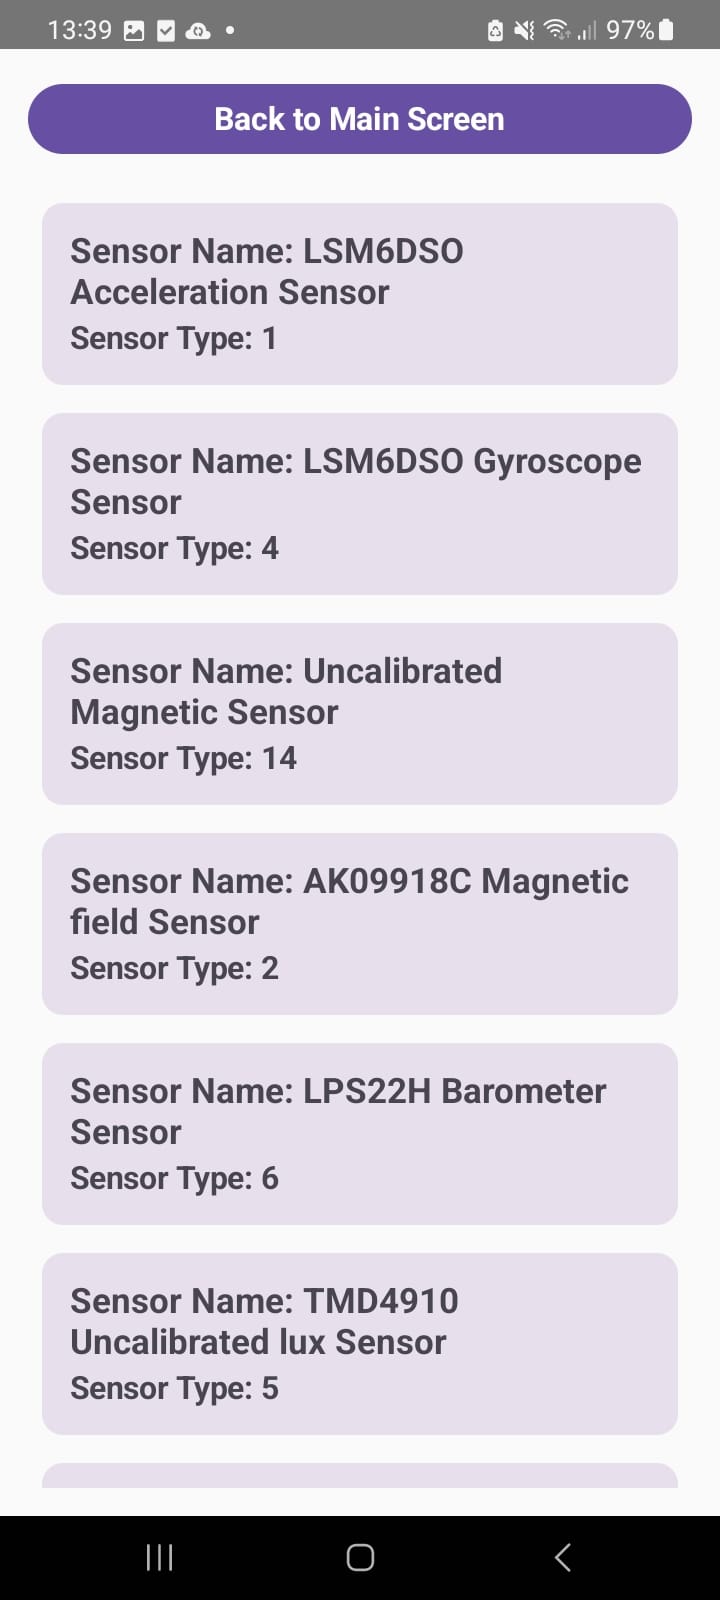 13:39
97%
Back to Main Screen
Sensor Name: LSM6DSO
Acceleration Sensor
Sensor Type: 1
Sensor Name: LSM6DSO Gyroscope
Sensor
Sensor Type: 4
Sensor Name: Uncalibrated
Magnetic Sensor
Sensor Type: 14
Sensor Name: AK09918C Magnetic
field Sensor
Sensor Type: 2
Sensor Name: LPS22H Barometer
Sensor
Sensor Type: 6
Sensor Name: TMD4910
Uncalibrated lux Sensor
Sensor Type: 5